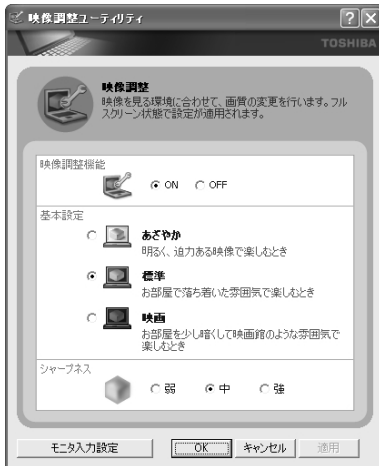 映像調整ユーティリティ
TOSHIBA
映像調整
映像を見る環境に合わせて、画質の変更を行います。フル
スクリーン状態で設定が適用されます。
映像調整機能
ON OFF
基本設定
あざやか
明るく、迫力ある映像で楽しむとき
標準
お部屋で落ち着いた雰囲気で楽しむとき
映画
お部屋を少し暗くして映画館のような雰囲気で
楽しむとき
シャープネス
弱 中 強
モニタ入力設定 OK キャンセル 適用